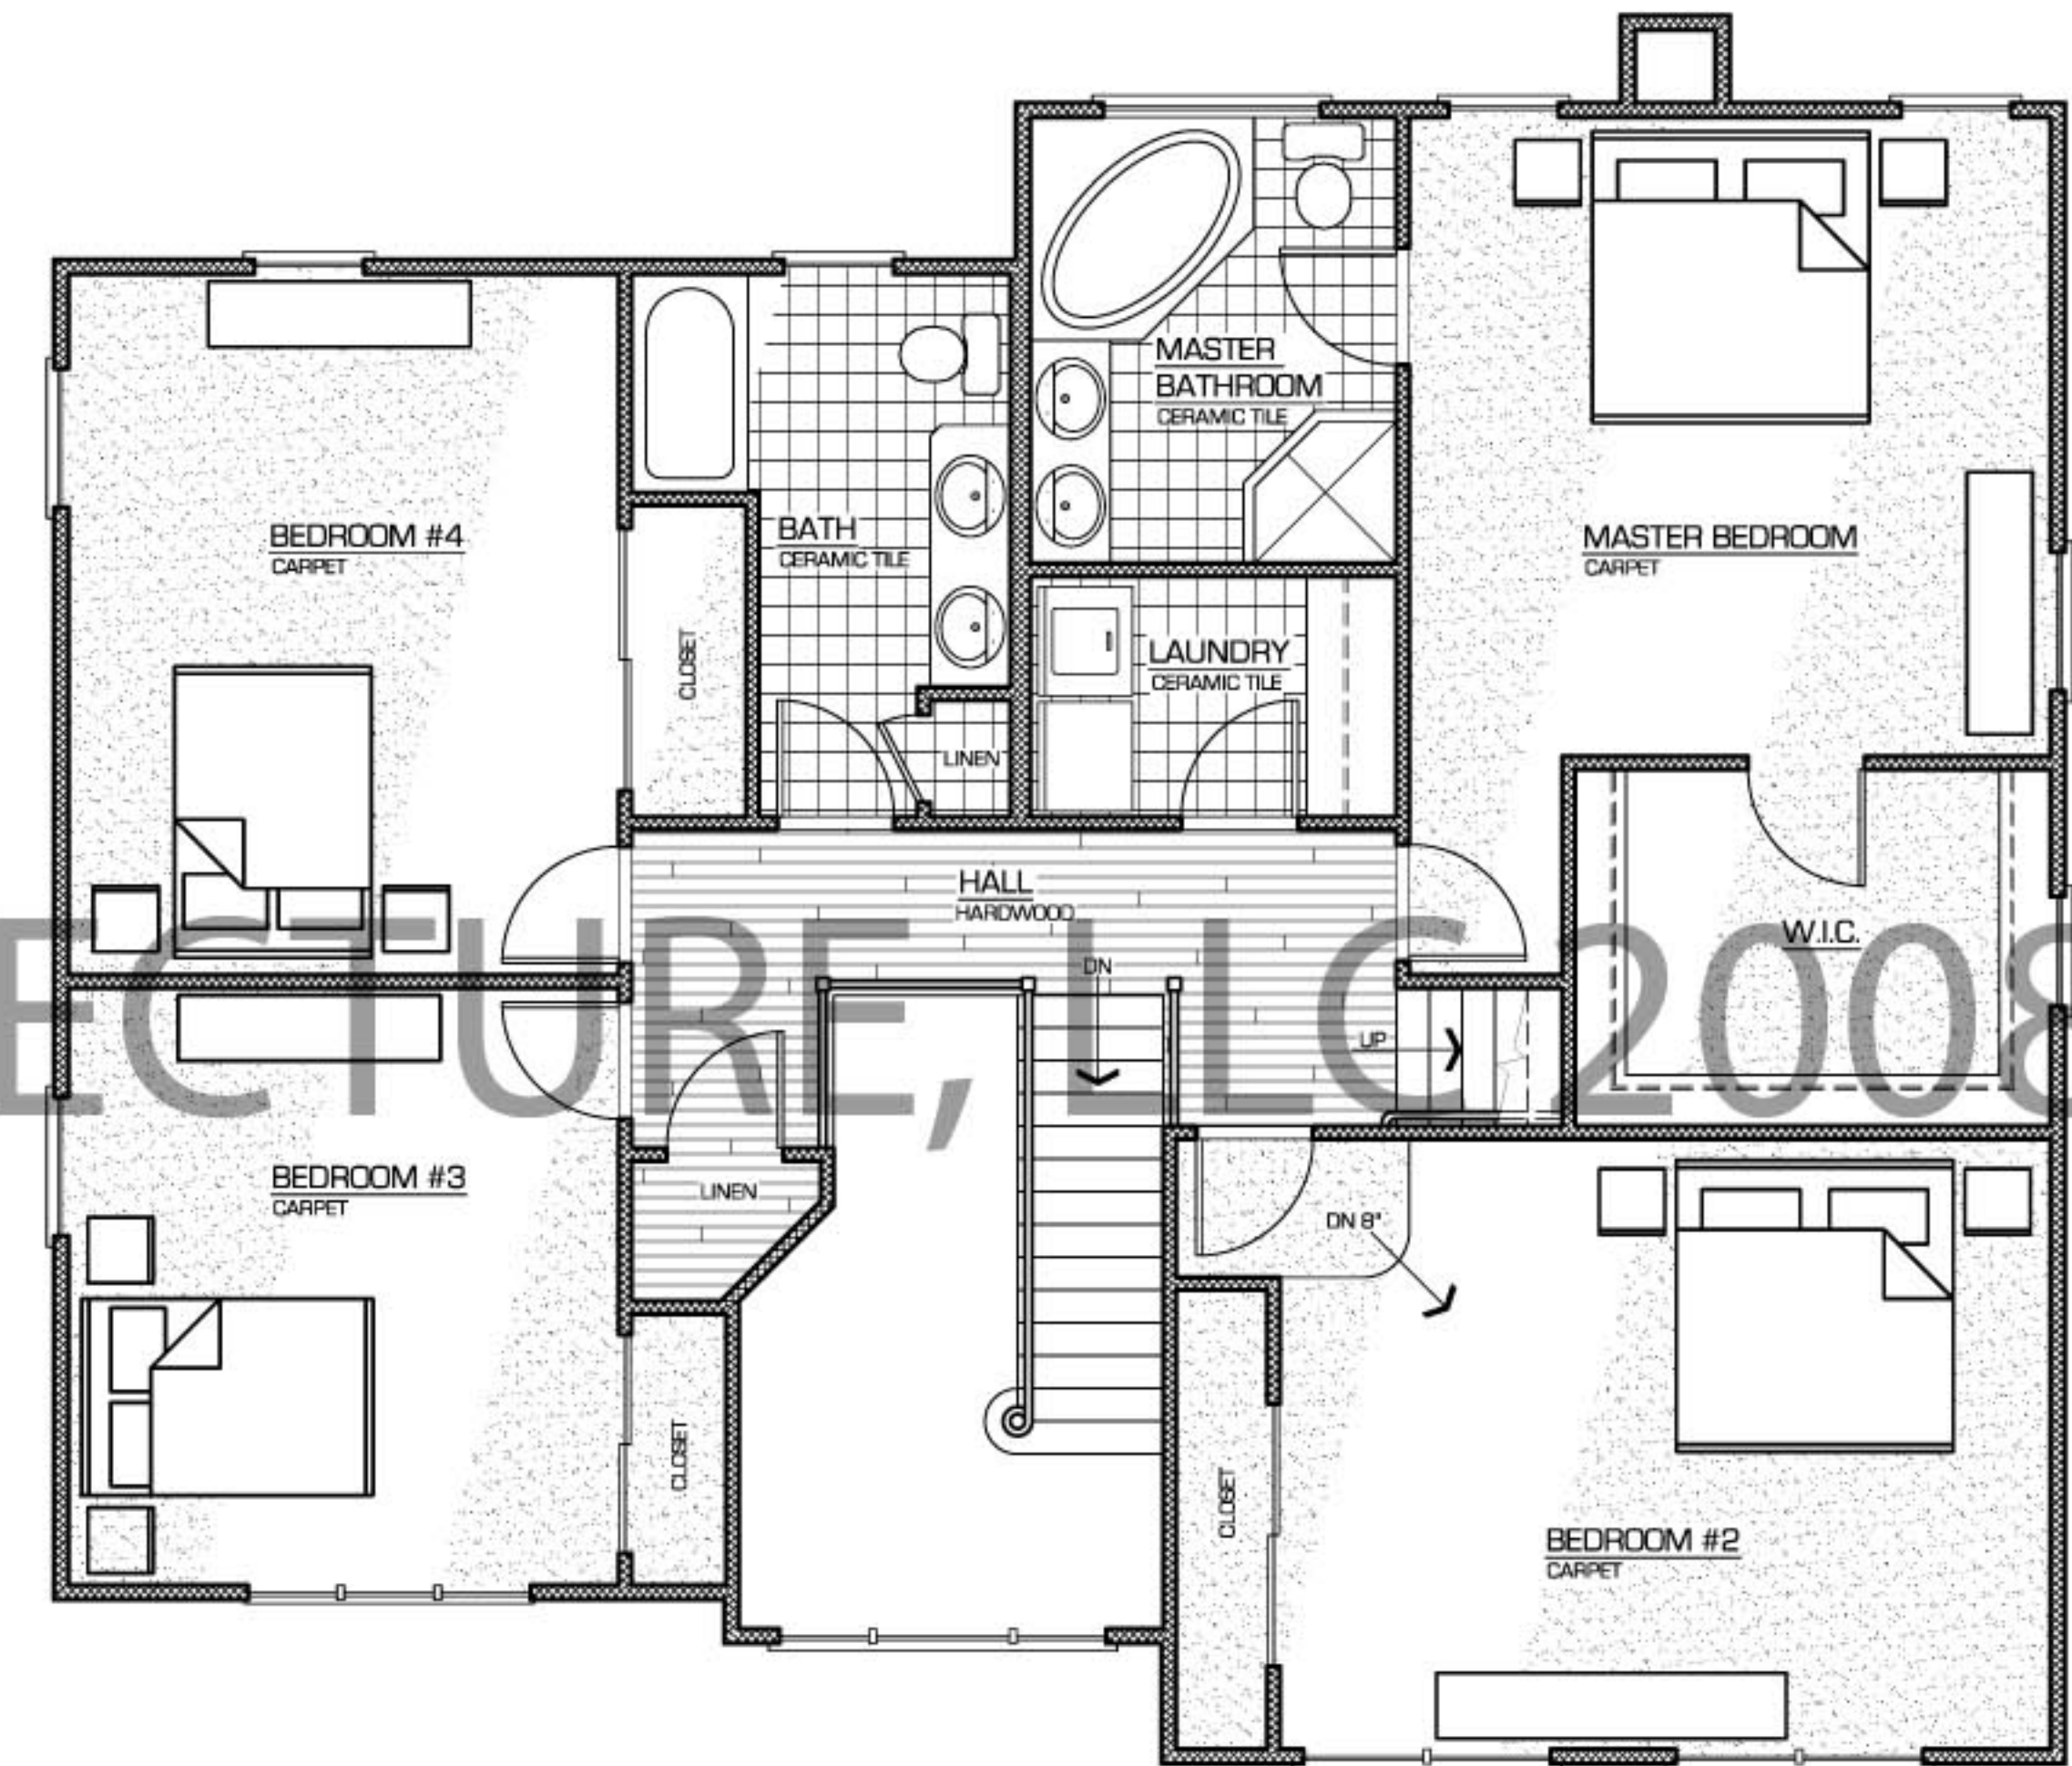 MASTER
BATHROOM
CERAMIC TILE
BEDROOM #4
CARPET
BATH
CERAMIC TILE
MASTER BEDROOM
CARPET
CLOSET
LAUNDRY
CERAMIC TILE
LINEN
HALL
HARDWOOD
W.I.C.
DN
ECTURE, LLC 2008
UP
BEDROOM #3
CARPET
LINEN
DN 8"
CLOSET
CLOSET
BEDROOM #2
CARPET